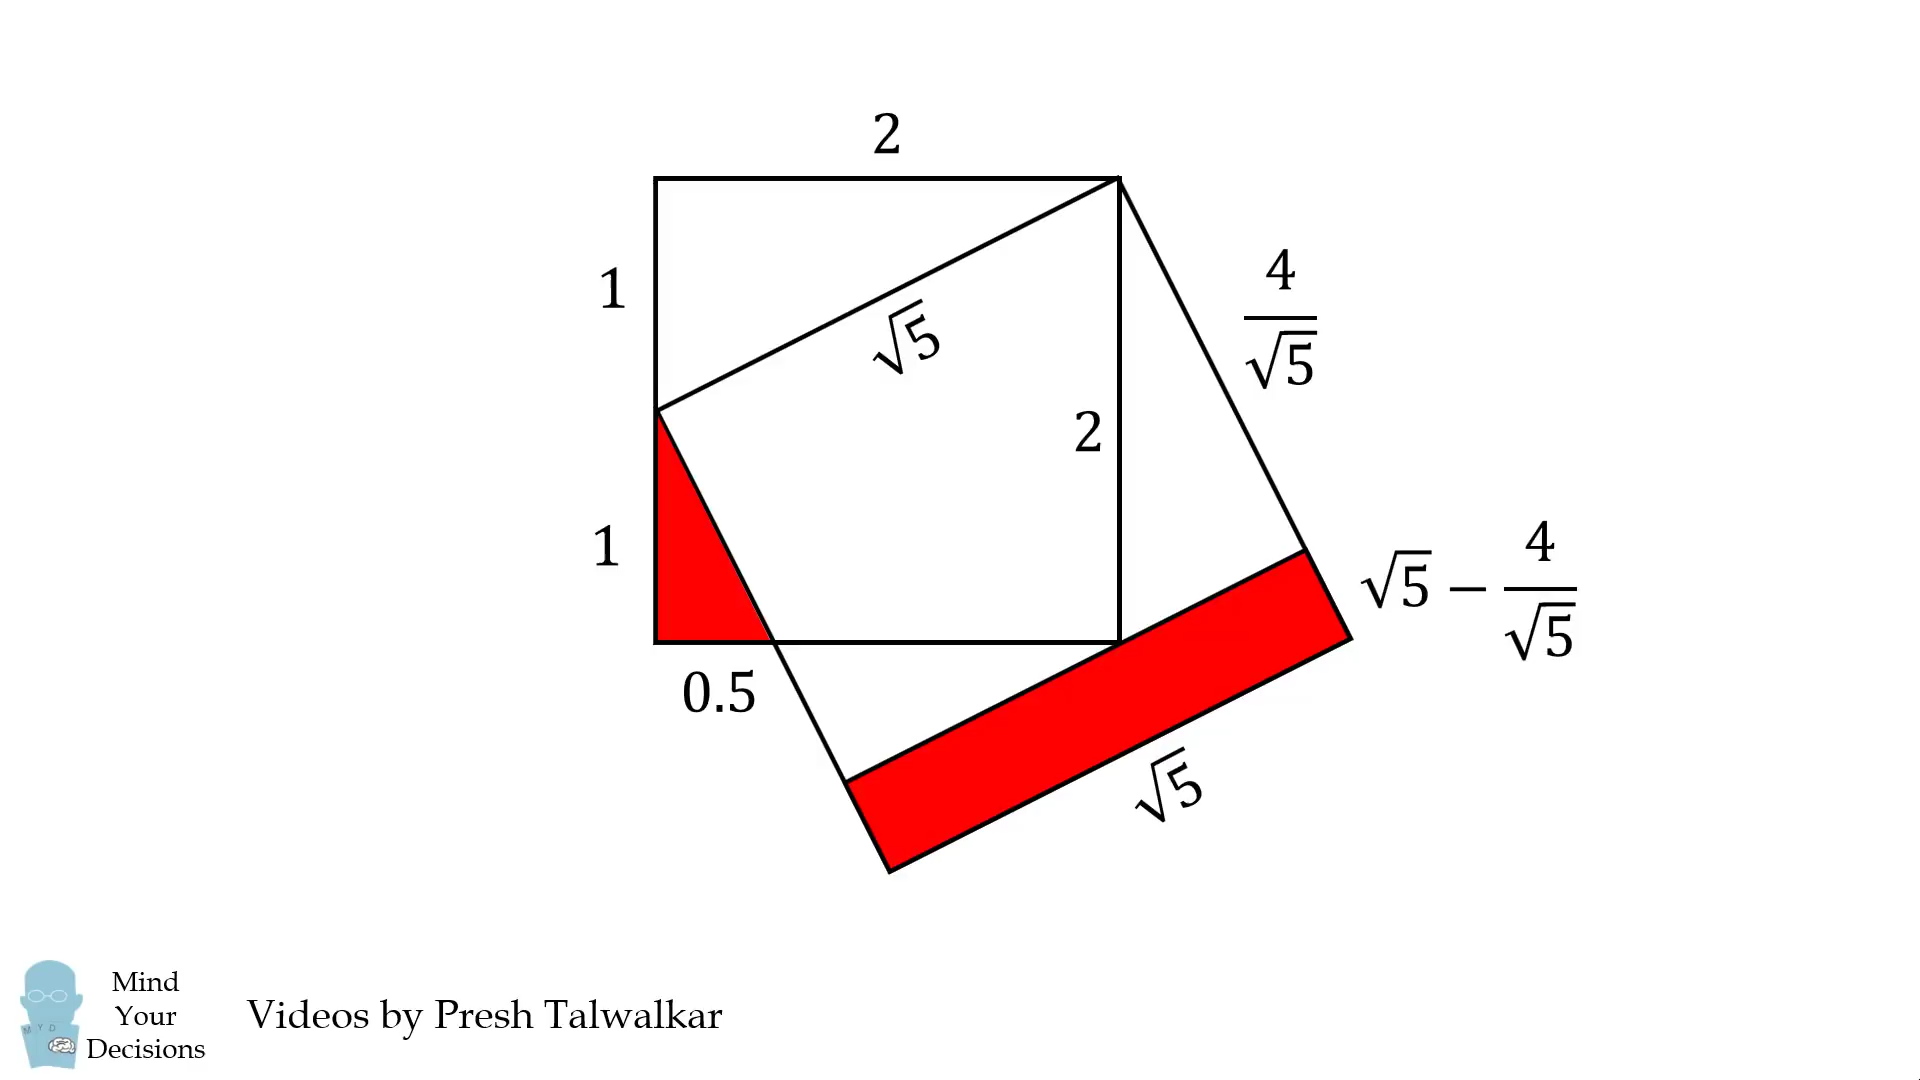 2
1
√5
4/√5
2
1
√5 − 4/√5
0.5
√5
M Y D
Mind
Your
Decisions
Videos by Presh Talwalkar